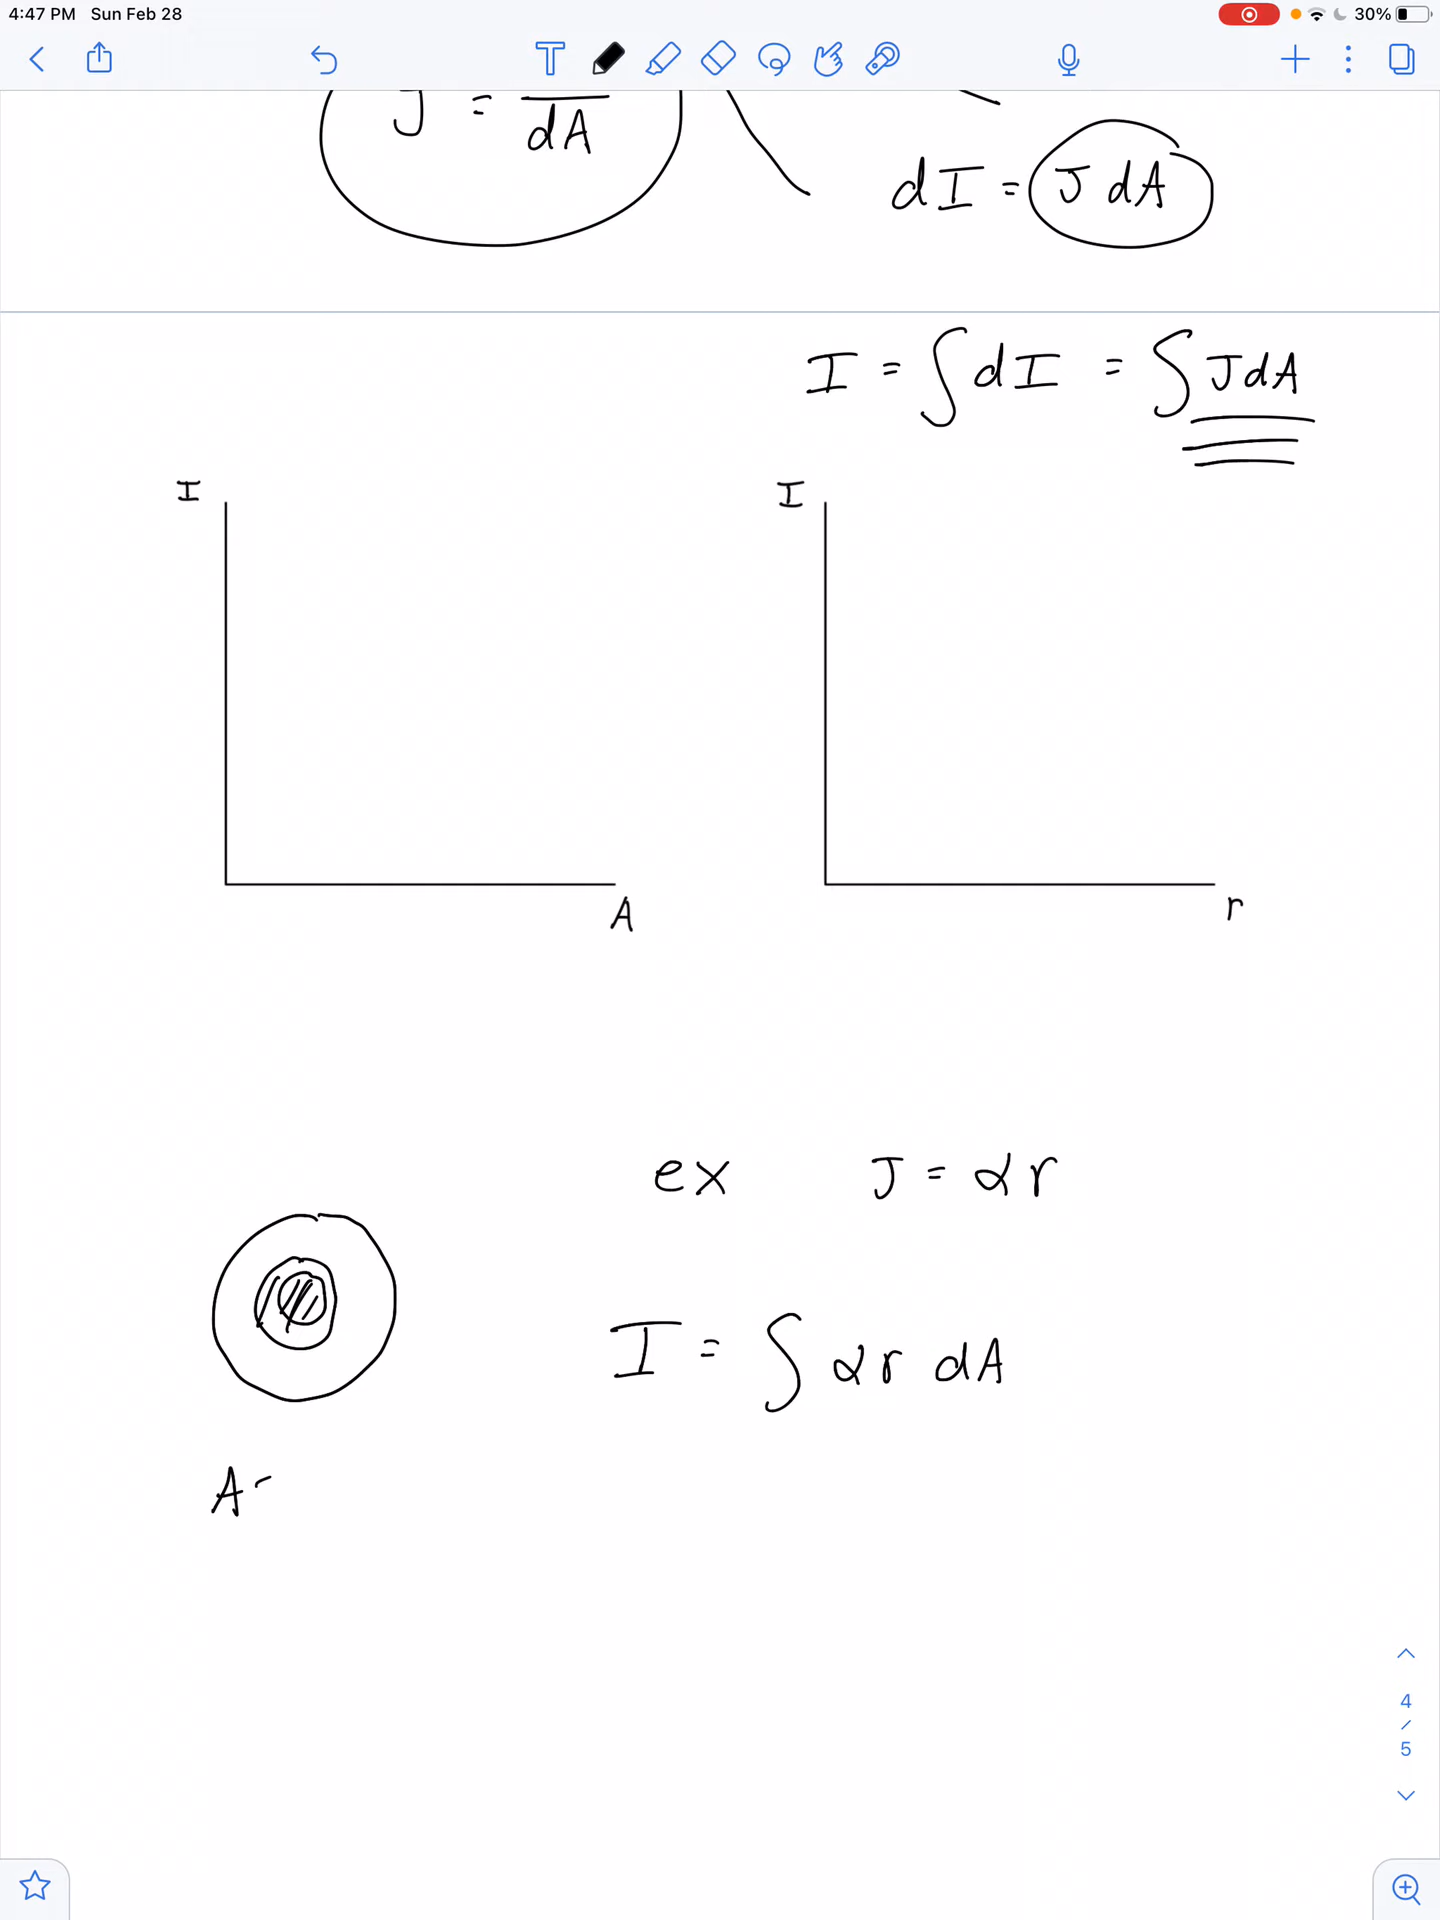 4:47 PM Sun Feb 28
30%
T
J = dA
dI = J dA
I = ∫ dI = ∫ JdA
I
I
A
r
ex J = αr
I = ∫ αr dA
A-
4
/
5